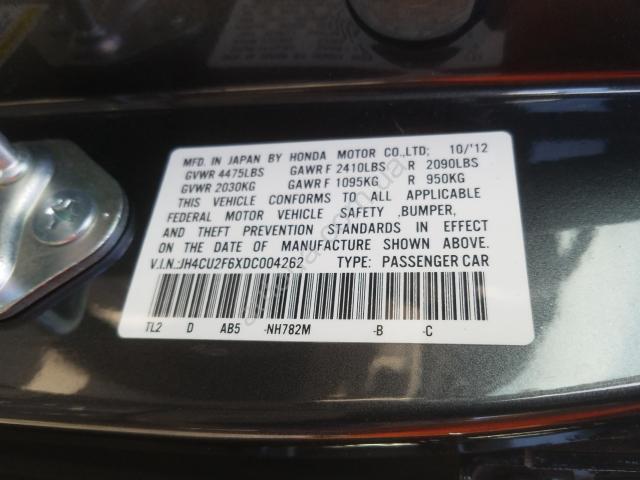 MFD. IN JAPAN BY HONDA MOTOR CO.,LTD; 10/'12
GVWR 4475LBS GAWR F 2410LBS R 2090LBS
GVWR 2030KG GAWR F 1095KG R 950KG
THIS VEHICLE CONFORMS TO ALL APPLICABLE
FEDERAL MOTOR VEHICLE SAFETY ,BUMPER,
AND THEFT PREVENTION STANDARDS IN EFFECT
ON THE DATE OF MANUFACTURE SHOWN ABOVE.
V.I.N.:JH4CU2F6XDC004262 TYPE: PASSENGER CAR
TL2 D AB5 -NH782M -B -C